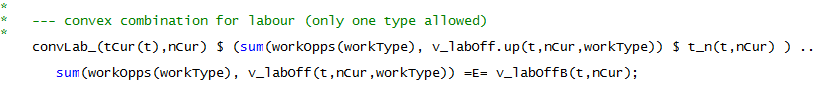 *
*   --- convex combination for labour (only one type allowed)
*
convLab_(tCur(t),nCur) $ (sum(workOpps(workType), v_labOff.up(t,nCur,workType)) $ t_n(t,nCur) ) ..
sum(workOpps(workType), v_labOff(t,nCur,workType)) =E= v_labOffB(t,nCur);